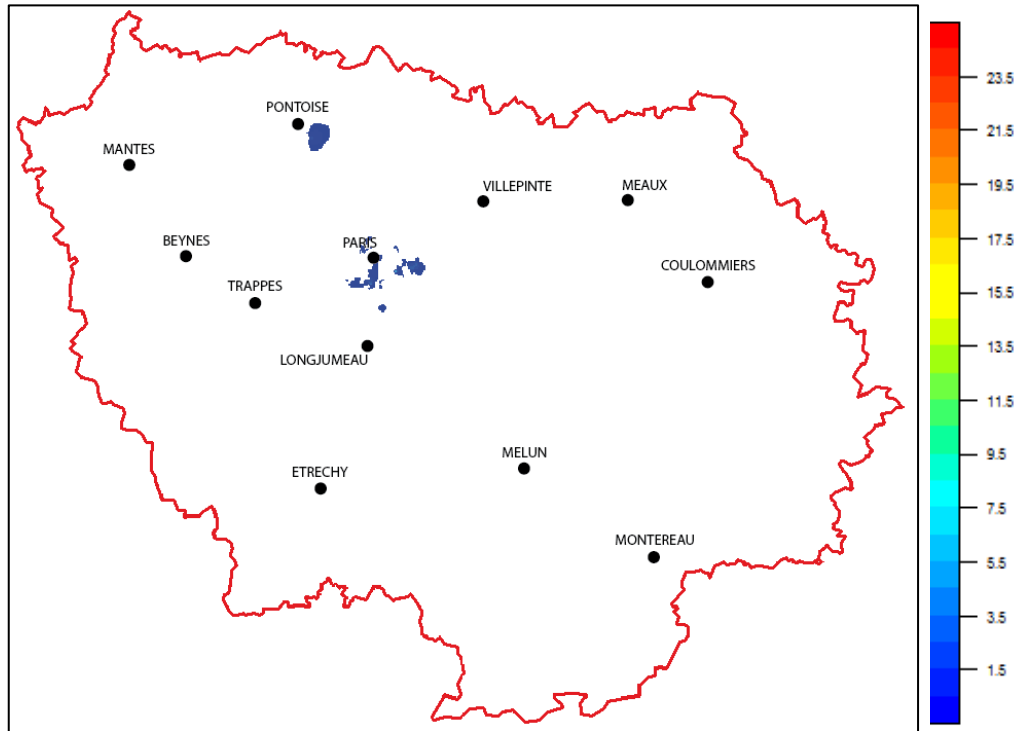 PONTOISE
MANTES
VILLEPINTE
MEAUX
BEYNES
PARIS
COULOMMIERS
TRAPPES
LONGJUMEAU
MELUN
ETRECHY
MONTEREAU
23.5
21.5
19.5
17.5
15.5
13.5
11.5
9.5
7.5
5.5
3.5
1.5